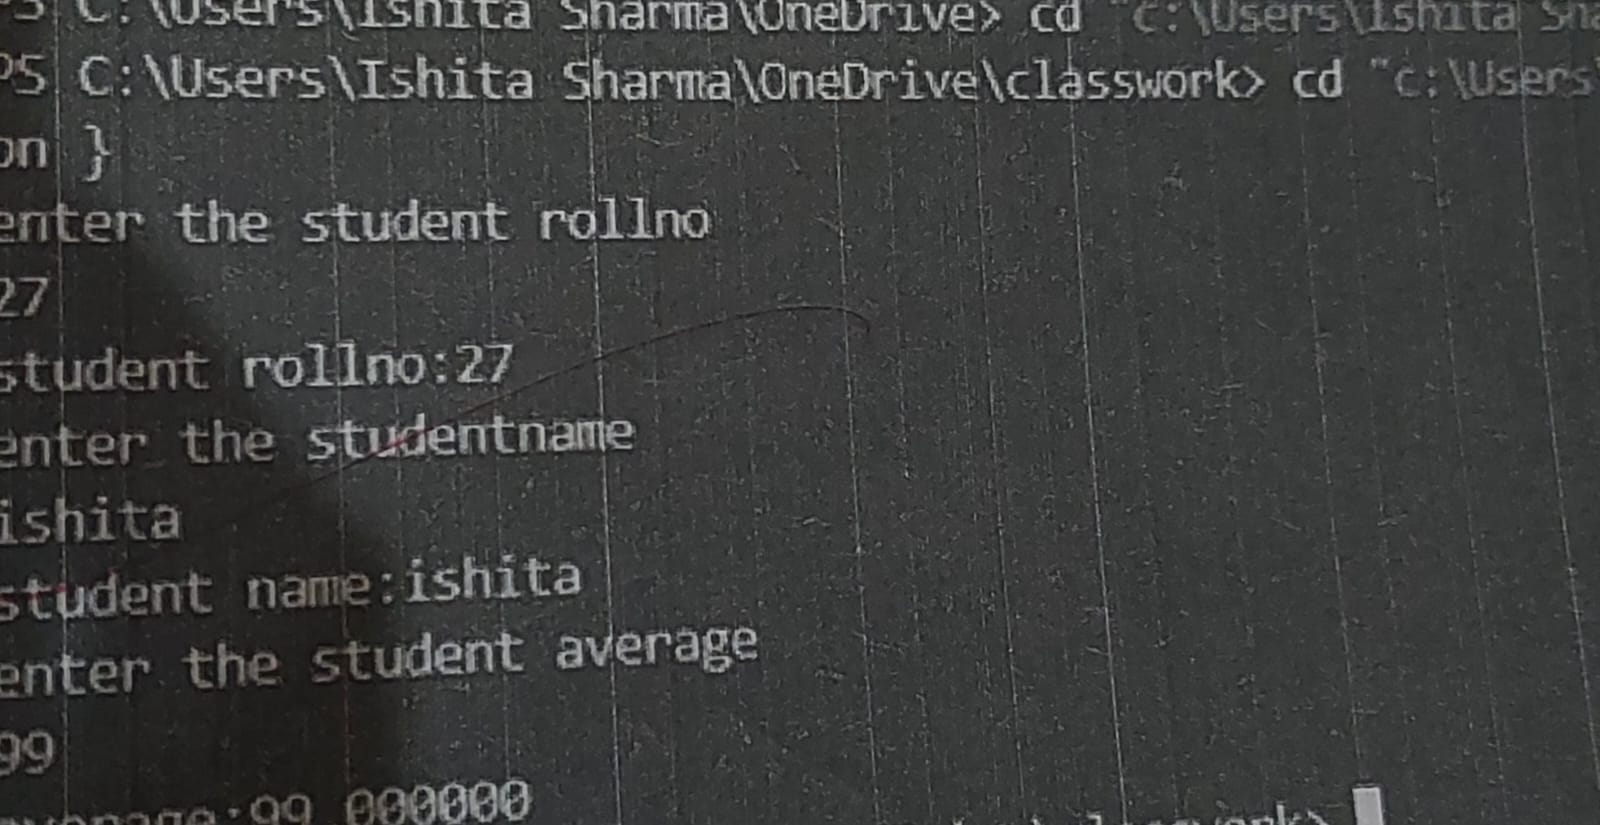 PS C:\Users\Ishita Sharma\OneDrive> cd "c:\Users\Ishita Sha
PS C:\Users\Ishita Sharma\OneDrive\classwork> cd "c:\Users\
on }
enter the student rollno
27
student rollno:27
enter the studentname
ishita
student name:ishita
enter the student average
99
average:99.000000
classwork>